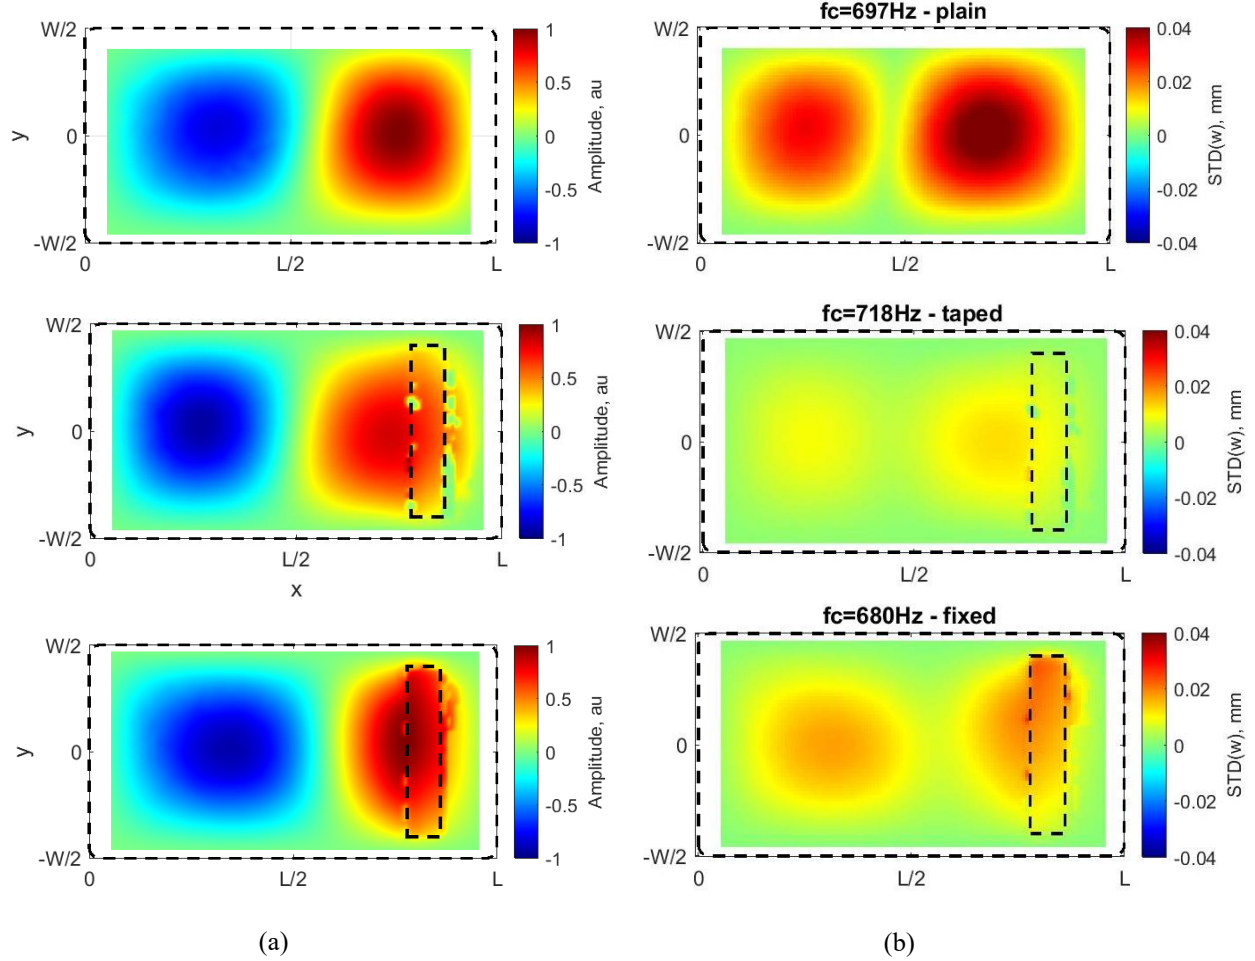 fc=697Hz - plain
W/2
0
-W/2
y
0
L/2
L
1
0.5
0
-0.5
-1
Amplitude, au
0
L/2
L
0.04
0.02
0
-0.02
-0.04
STD(w), mm
fc=718Hz - taped
W/2
0
-W/2
y
0
L/2
L
x
1
0.5
0
-0.5
-1
Amplitude, au
W/2
0
-W/2
0
L/2
L
0.04
0.02
0
-0.02
-0.04
STD(w), mm
fc=680Hz - fixed
W/2
0
-W/2
y
0
L/2
L
1
0.5
0
-0.5
-1
Amplitude, au
W/2
0
-W/2
0
L/2
L
0.04
0.02
0
-0.02
-0.04
STD(w), mm
(a)
(b)
W/2
0
-W/2